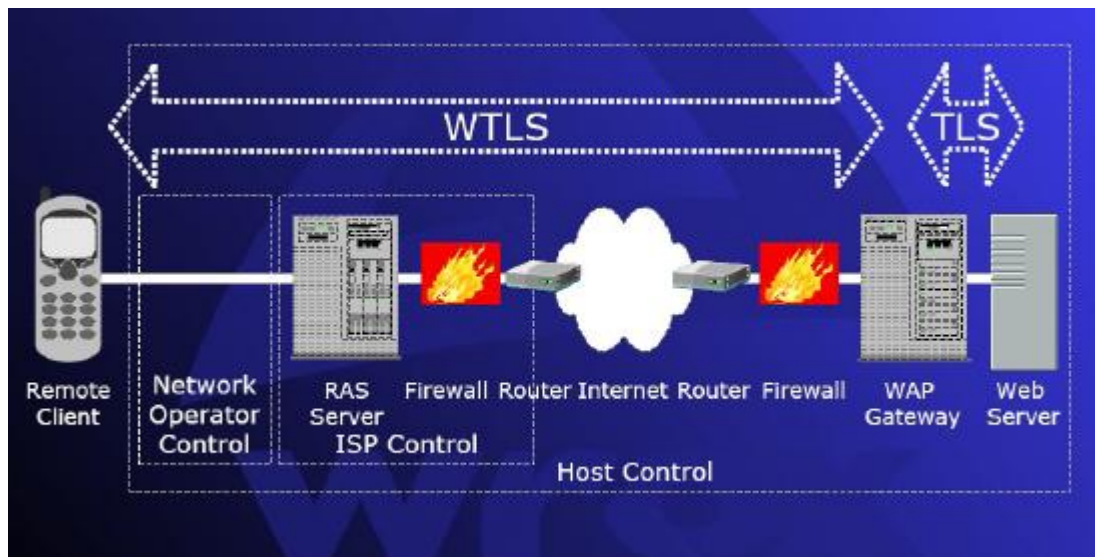 WTLS
TLS
Remote
Client
Network
Operator
Control
RAS
Server
Firewall
Router
Internet
Router
Firewall
WAP
Gateway
Web
Server
ISP Control
Host Control